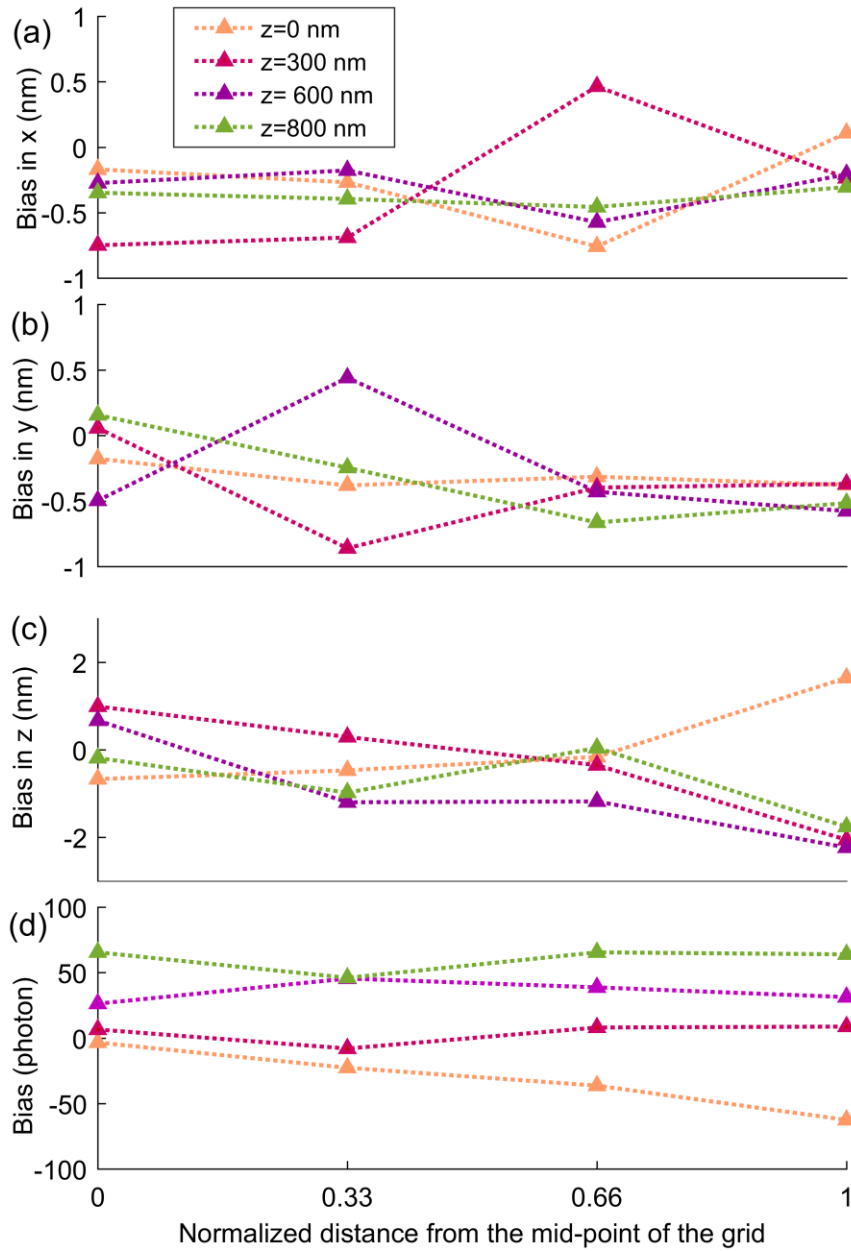 (a)
Bias in x (nm)
1
0.5
0
-0.5
-1
z=0 nm
z=300 nm
z= 600 nm
z=800 nm
(b)
Bias in y (nm)
1
0.5
0
-0.5
-1
(c)
Bias in z (nm)
2
0
-2
(d)
Bias (photon)
100
50
0
-50
-100
0 0.33 0.66 1
Normalized distance from the mid-point of the grid